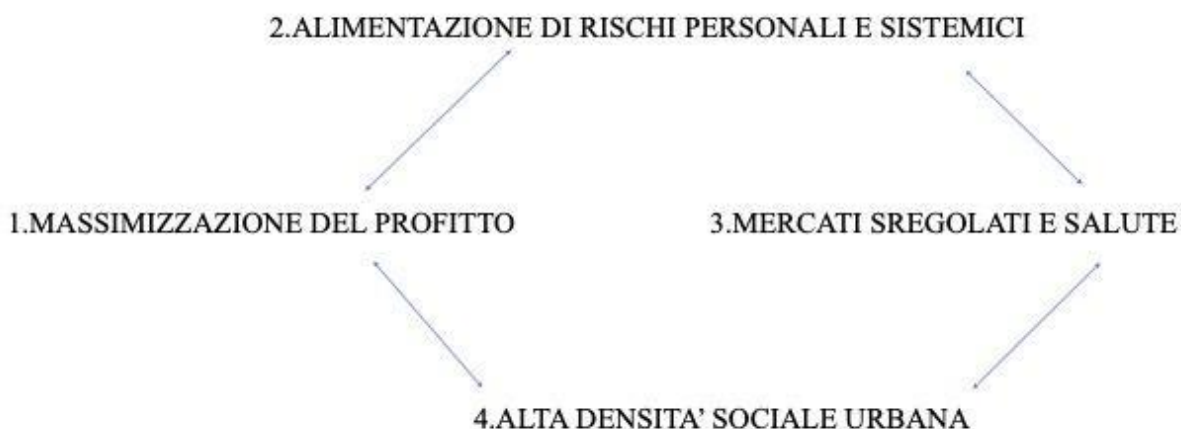 2.ALIMENTAZIONE DI RISCHI PERSONALI E SISTEMICI
1.MASSIMIZZAZIONE DEL PROFITTO
3.MERCATI SREGOLATI E SALUTE
4.ALTA DENSITA’ SOCIALE URBANA